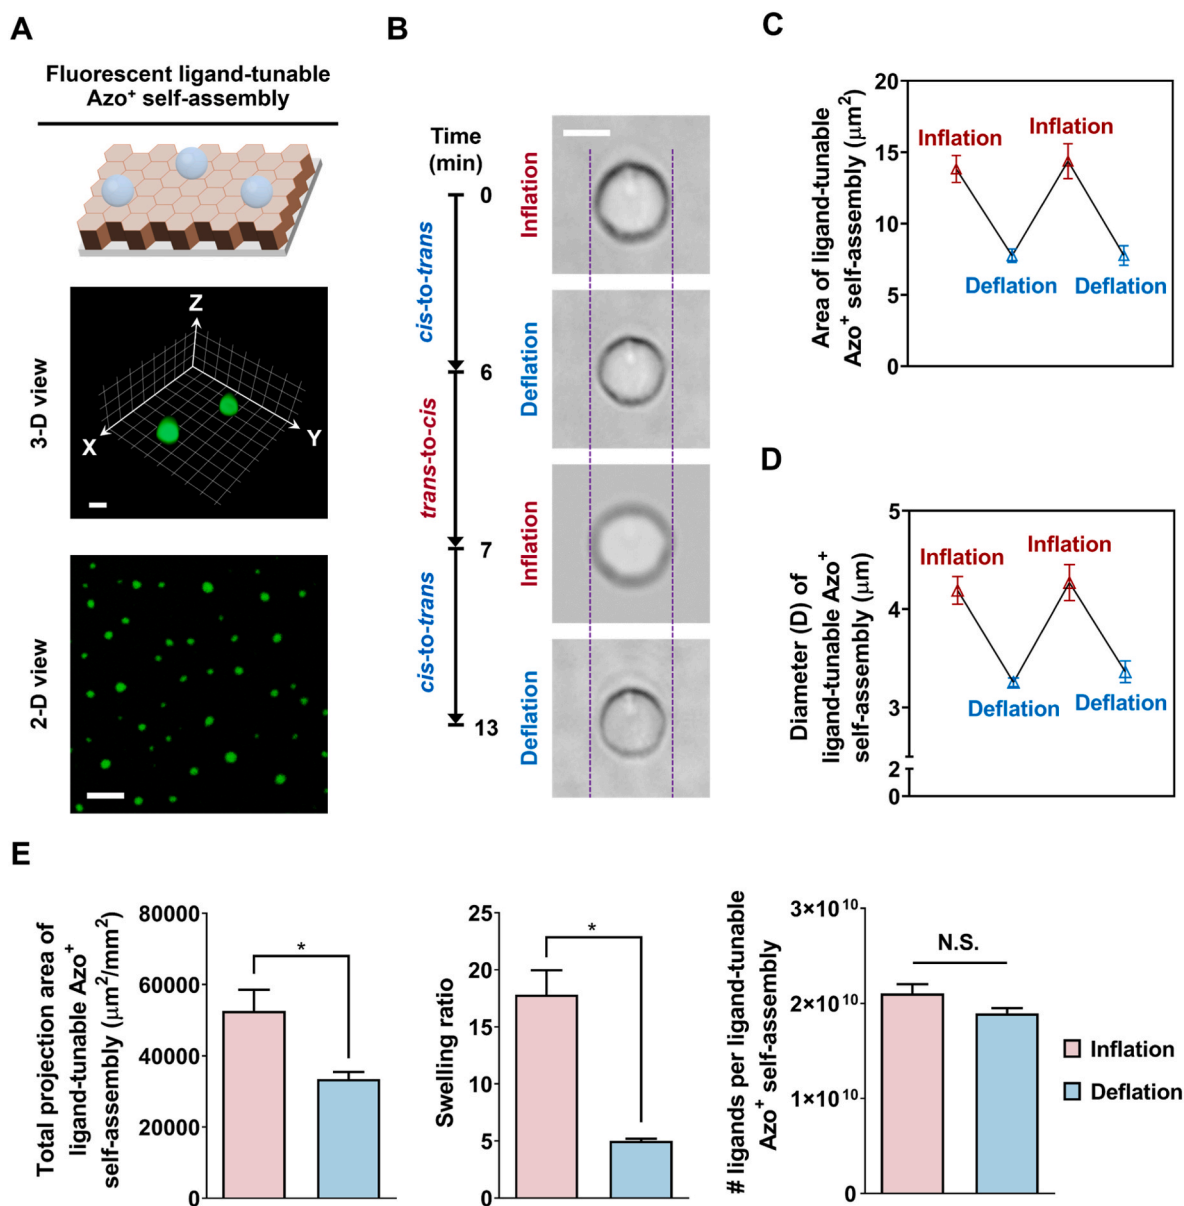 A
Fluorescent ligand-tunable
Azo⁺ self-assembly
3-D view
Z
X
Y
2-D view
B
Time
(min)
0
cis-to-trans
6
trans-to-cis
7
cis-to-trans
13
Inflation
Deflation
Inflation
Deflation
C
Area of ligand-tunable
Azo⁺ self-assembly (μm²)
20
15
10
5
0
Inflation
Inflation
Deflation
Deflation
D
Diameter (D) of
ligand-tunable Azo⁺
self-assembly (μm)
5
4
3
2
0
Inflation
Inflation
Deflation
Deflation
E
Total projection area of
ligand-tunable Azo⁺
self-assembly (μm²/mm²)
80000
60000
40000
20000
0
*
Swelling ratio
25
20
15
10
5
0
*
# ligands per ligand-tunable
Azo⁺ self-assembly
3×10¹⁰
2×10¹⁰
1×10¹⁰
0
N.S.
Inflation
Deflation